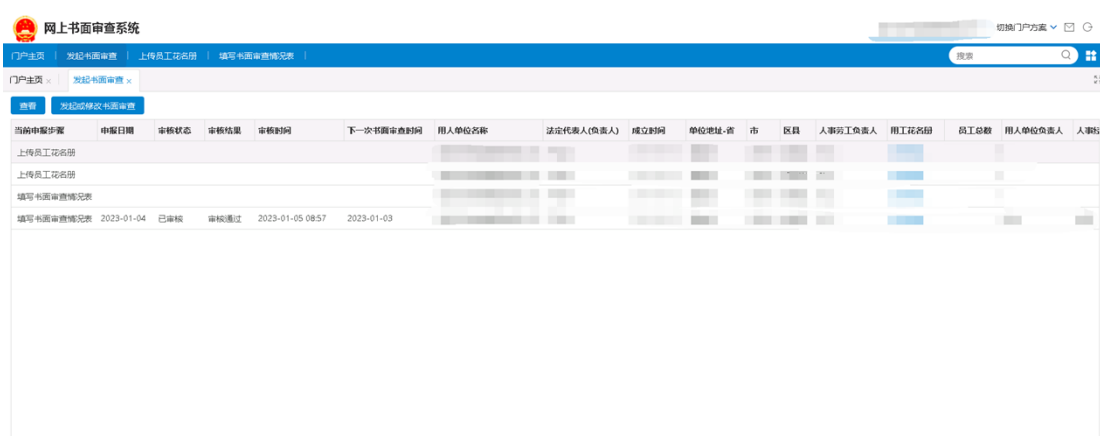 网上书面审查系统
切换门户方案
门户主页 发起书面审查 上传员工花名册 填写书面审查情况表 搜索
门户主页 × 发起书面审查 ×
查看 发起或修改书面审查
当前申报步骤 申报日期 审核状态 审核结果 审核时间 下一次书面审查时间 用人单位名称 法定代表人(负责人) 成立时间 单位地址-省 市 区县 人事劳工负责人 用工花名册 员工总数 用人单位负责人
上传员工花名册
上传员工花名册
填写书面审查情况表
填写书面审查情况表 2023-01-04 已审核 审核通过 2023-01-05 08:57 2023-01-03